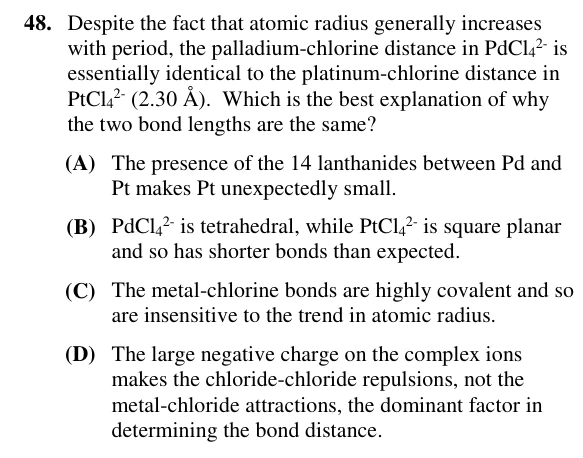 48. Despite the fact that atomic radius generally increases
with period, the palladium-chlorine distance in PdCl₄²⁻ is
essentially identical to the platinum-chlorine distance in
PtCl₄²⁻ (2.30 Å). Which is the best explanation of why
the two bond lengths are the same?
(A) The presence of the 14 lanthanides between Pd and
Pt makes Pt unexpectedly small.
(B) PdCl₄²⁻ is tetrahedral, while PtCl₄²⁻ is square planar
and so has shorter bonds than expected.
(C) The metal-chlorine bonds are highly covalent and so
are insensitive to the trend in atomic radius.
(D) The large negative charge on the complex ions
makes the chloride-chloride repulsions, not the
metal-chloride attractions, the dominant factor in
determining the bond distance.